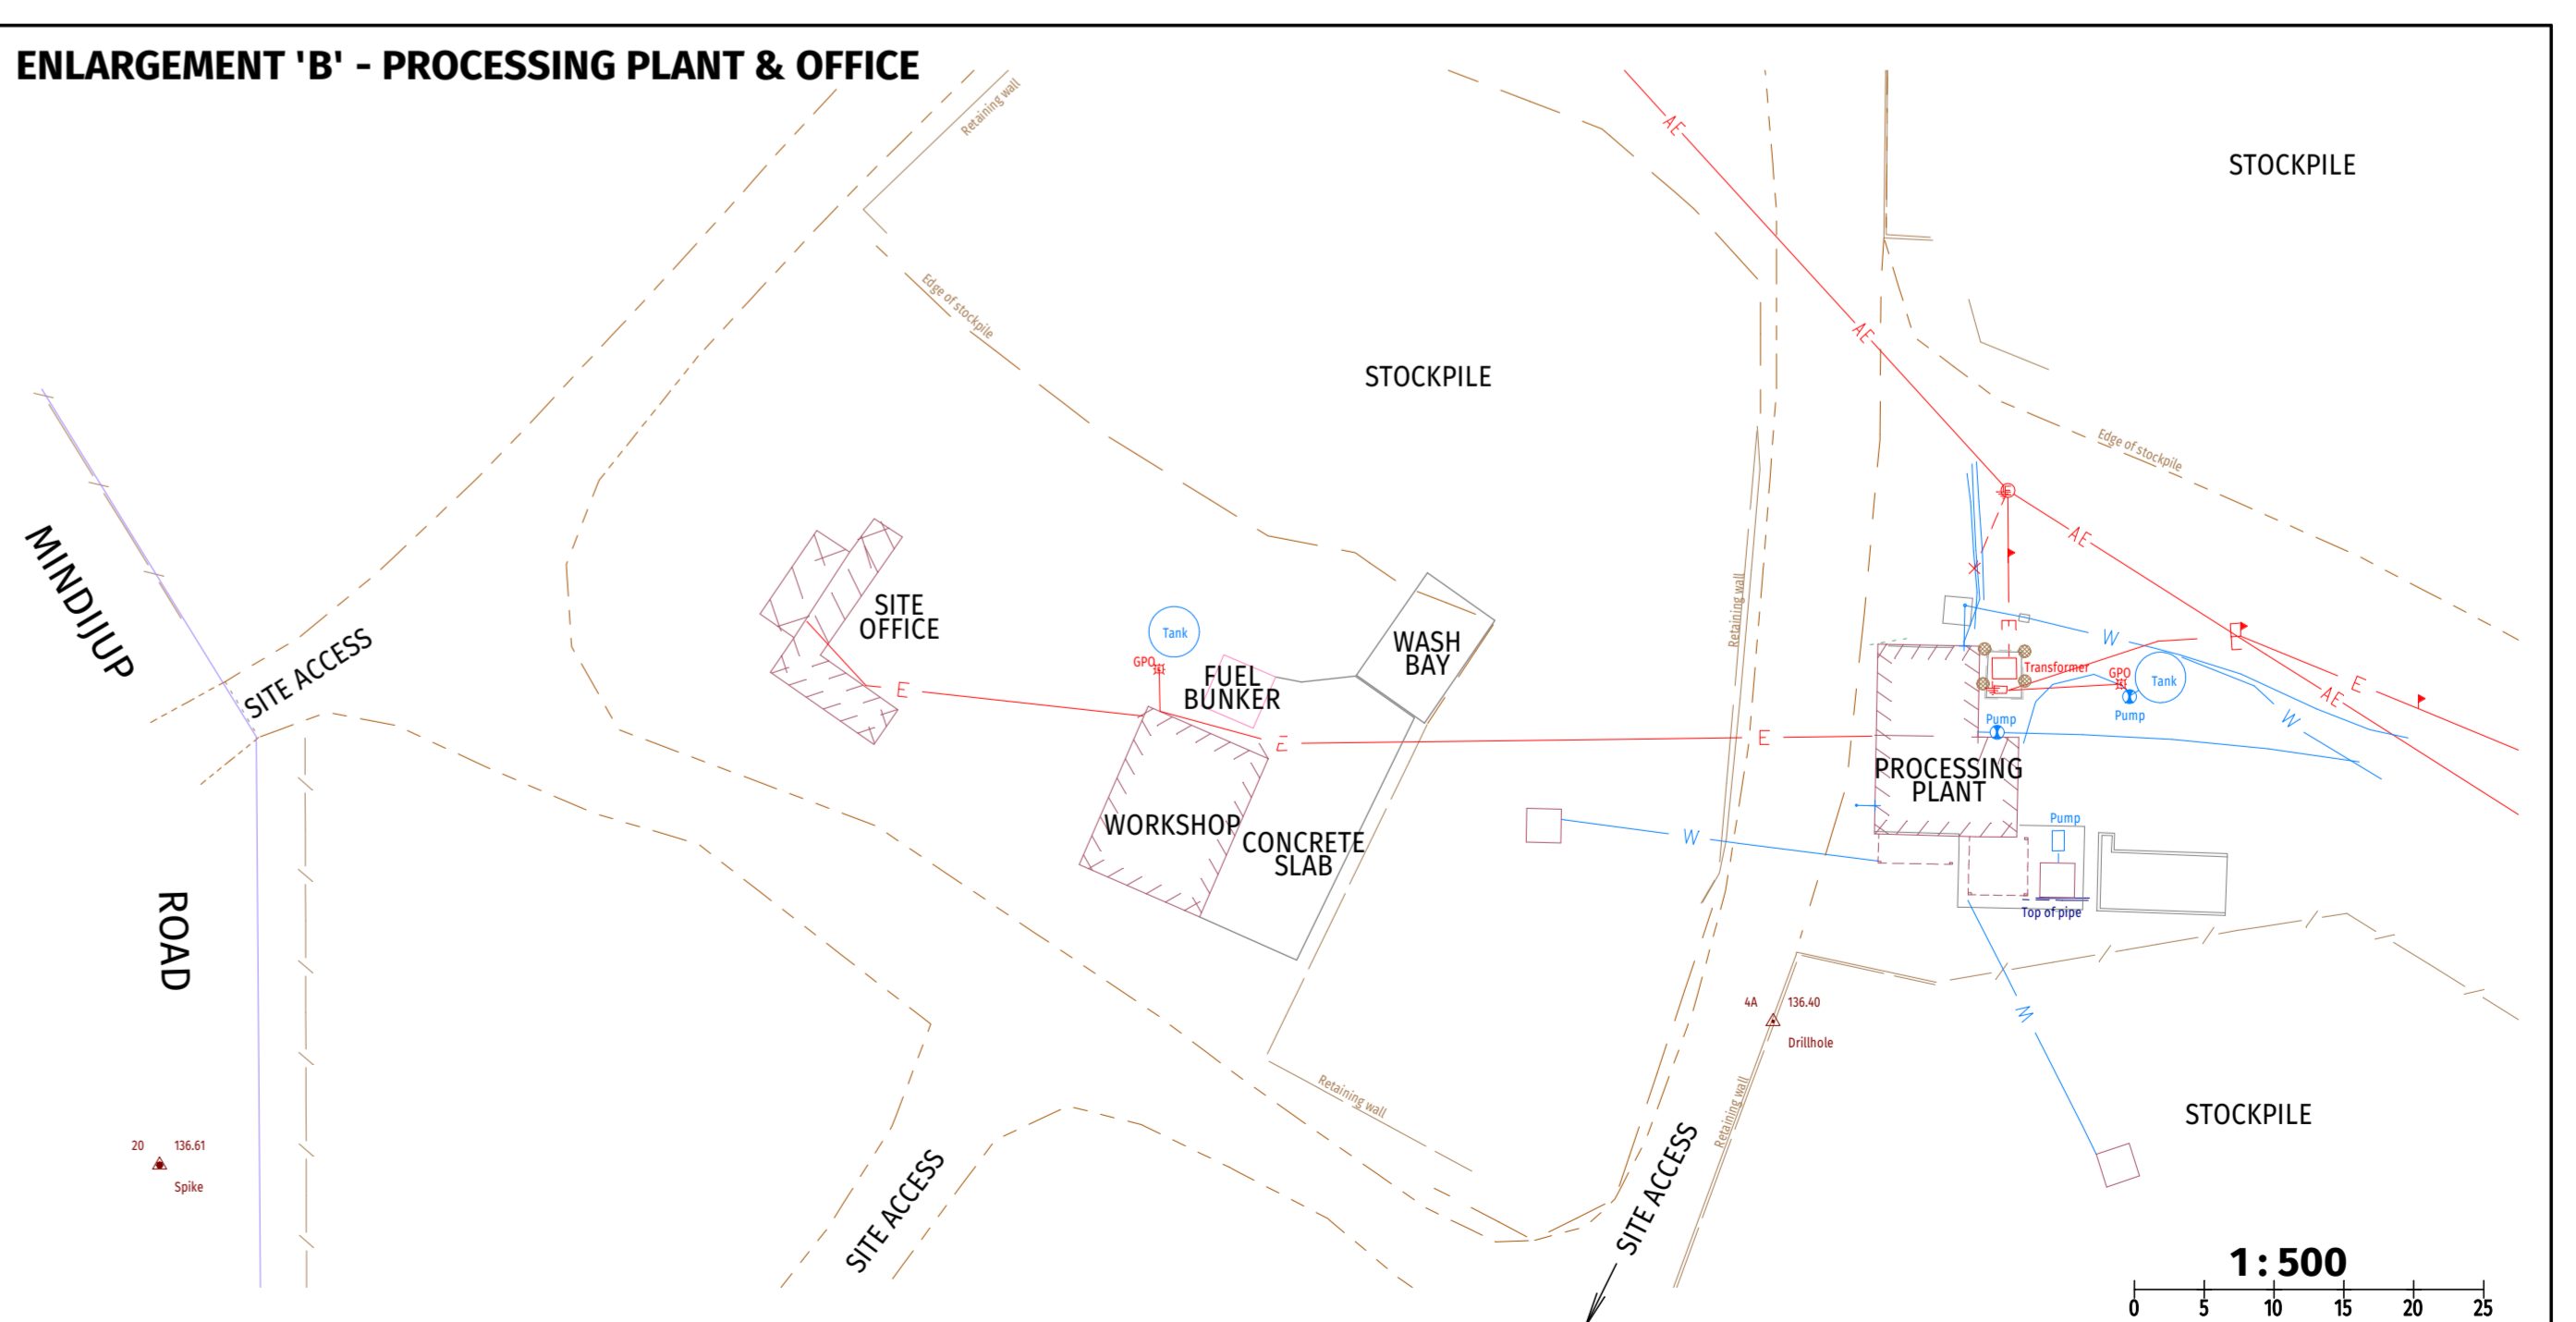 ENLARGEMENT 'B' - PROCESSING PLANT & OFFICE
Retaining wall
AE
STOCKPILE
Edge of stockpile
AE
STOCKPILE
Edge of stockpile
E
AE
MINDIJUP
SITE ACCESS
SITE
OFFICE
Tank
GPO
FUEL
BUNKER
WASH
BAY
Retaining wall
E
W
E
Transformer
GPO
Tank
Pump
Pump
E
AE
W
E
E
E
PROCESSING
PLANT
WORKSHOP
CONCRETE
SLAB
W
Pump
Top of pipe
ROAD
4A
136.40
Drillhole
W
Retaining wall
Retaining wall
STOCKPILE
20
136.61
Spike
SITE ACCESS
SITE ACCESS
1 : 500
0 5 10 15 20 25